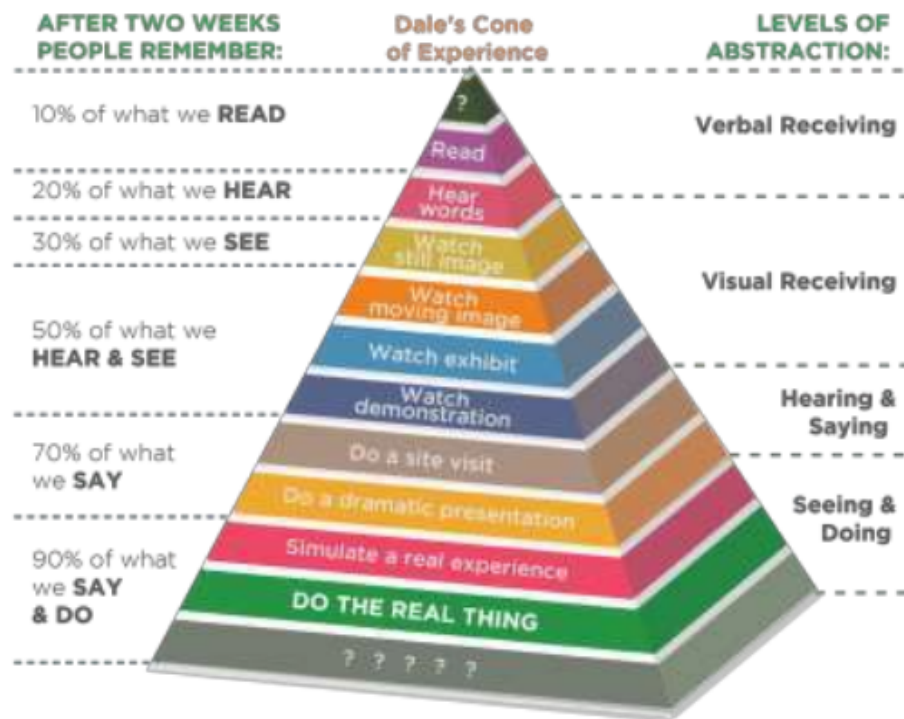 AFTER TWO WEEKS
PEOPLE REMEMBER:
10% of what we READ
20% of what we HEAR
30% of what we SEE
50% of what we
HEAR & SEE
70% of what
we SAY
90% of what
we SAY
& DO
Dale's Cone
of Experience
?
Read
Hear
words
Watch
still image
Watch
moving image
Watch exhibit
Watch
demonstration
Do a site visit
Do a dramatic presentation
Simulate a real experience
DO THE REAL THING
? ? ? ? ?
LEVELS OF
ABSTRACTION:
Verbal Receiving
Visual Receiving
Hearing &
Saying
Seeing &
Doing